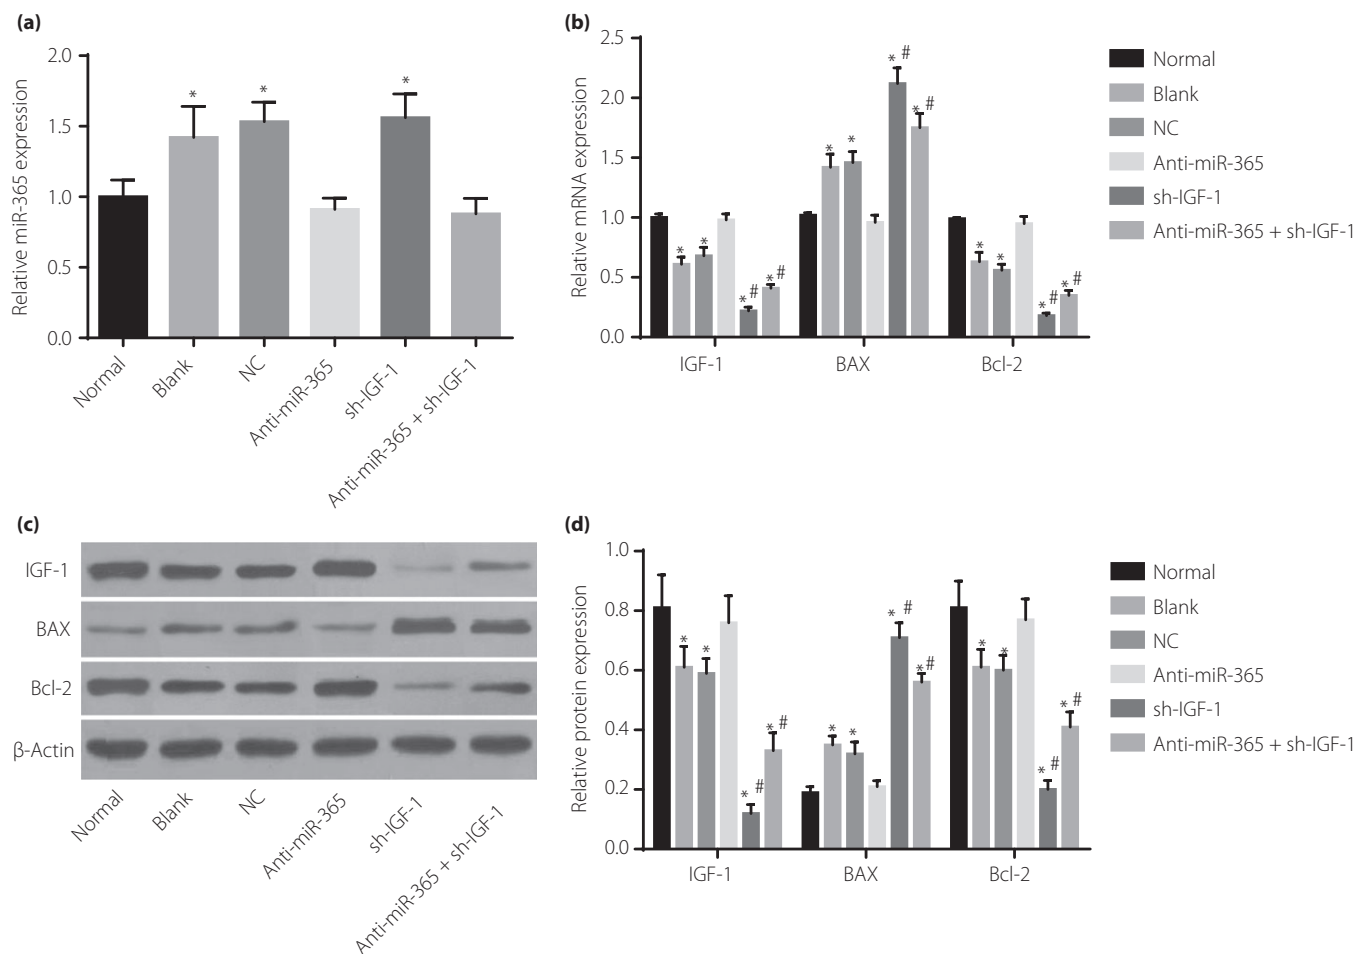 (a)
2.0
1.5
1.0
0.5
0.0
Relative miR-365 expression
* * *
Normal
Blank
NC
Anti-miR-365
sh-IGF-1
Anti-miR-365 + sh-IGF-1
(b)
2.5
2.0
1.5
1.0
0.5
0.0
Relative mRNA expression
* * * # * #
* * * # * #
* * * # * #
IGF-1 BAX Bcl-2
Normal
Blank
NC
Anti-miR-365
sh-IGF-1
Anti-miR-365 + sh-IGF-1
(c)
IGF-1
BAX
Bcl-2
β-Actin
Normal
Blank
NC
Anti-miR-365
sh-IGF-1
Anti-miR-365 + sh-IGF-1
(d)
1.0
0.8
0.6
0.4
0.2
0.0
Relative protein expression
* * * # * #
* * * # * #
* * * # * #
IGF-1 BAX Bcl-2
Normal
Blank
NC
Anti-miR-365
sh-IGF-1
Anti-miR-365 + sh-IGF-1